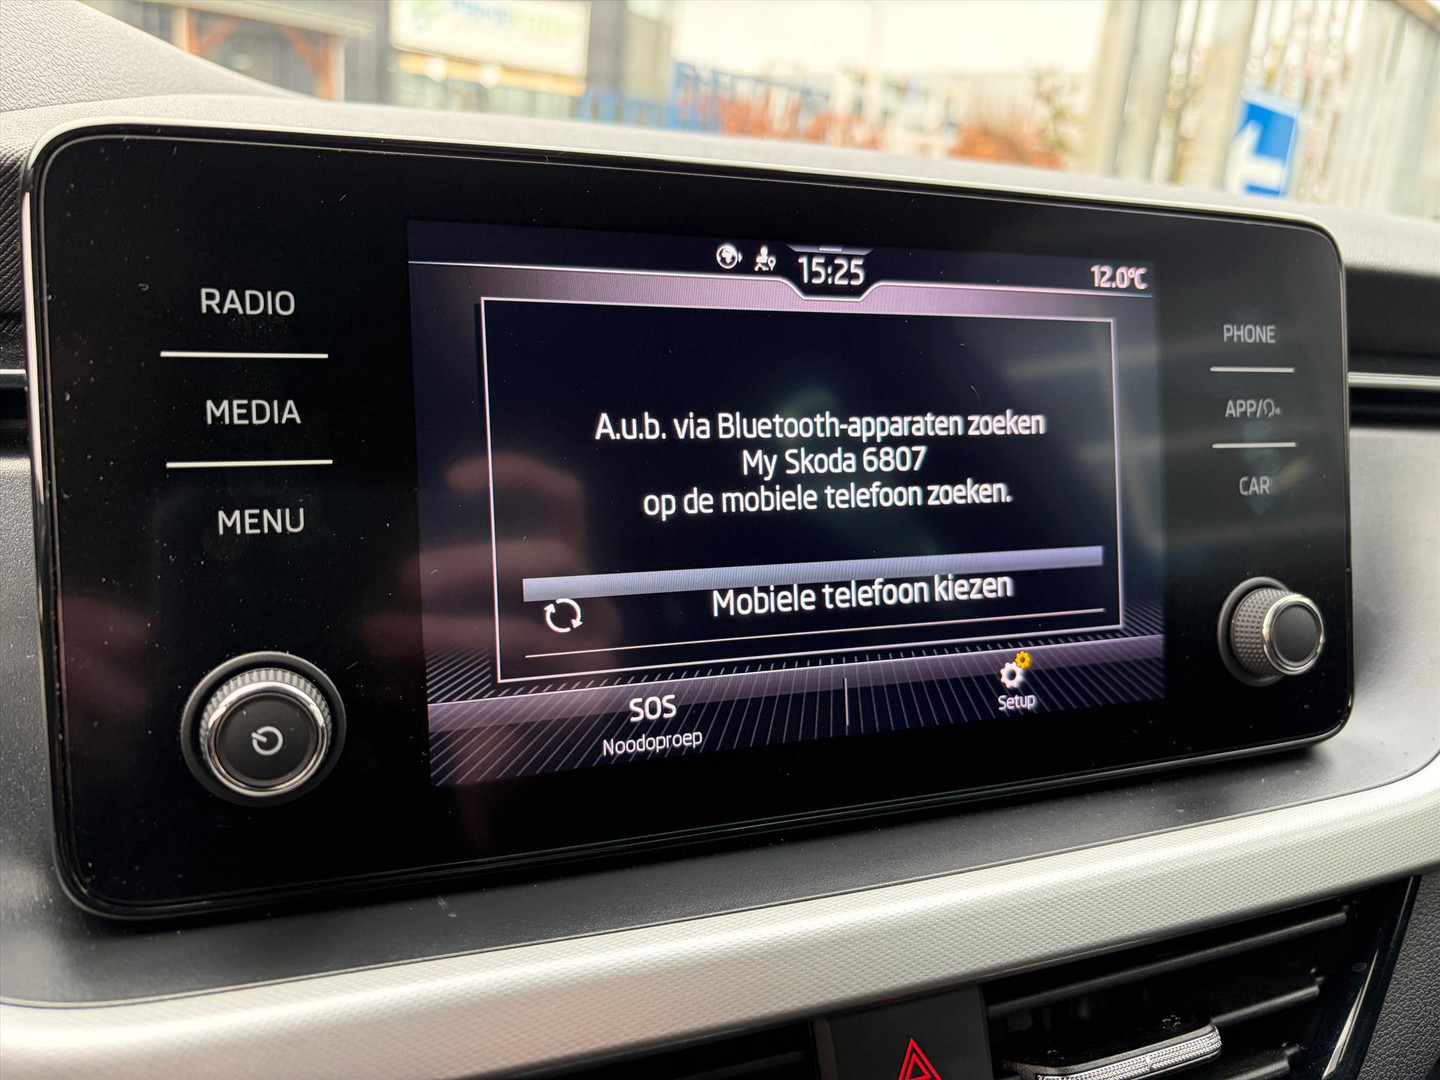 15:25
12.0°C
RADIO
MEDIA
MENU
A.u.b. via Bluetooth-apparaten zoeken
My Skoda 6807
op de mobiele telefoon zoeken.
Mobiele telefoon kiezen
SOS
Noodoproep
Setup
PHONE
APP/
CAR